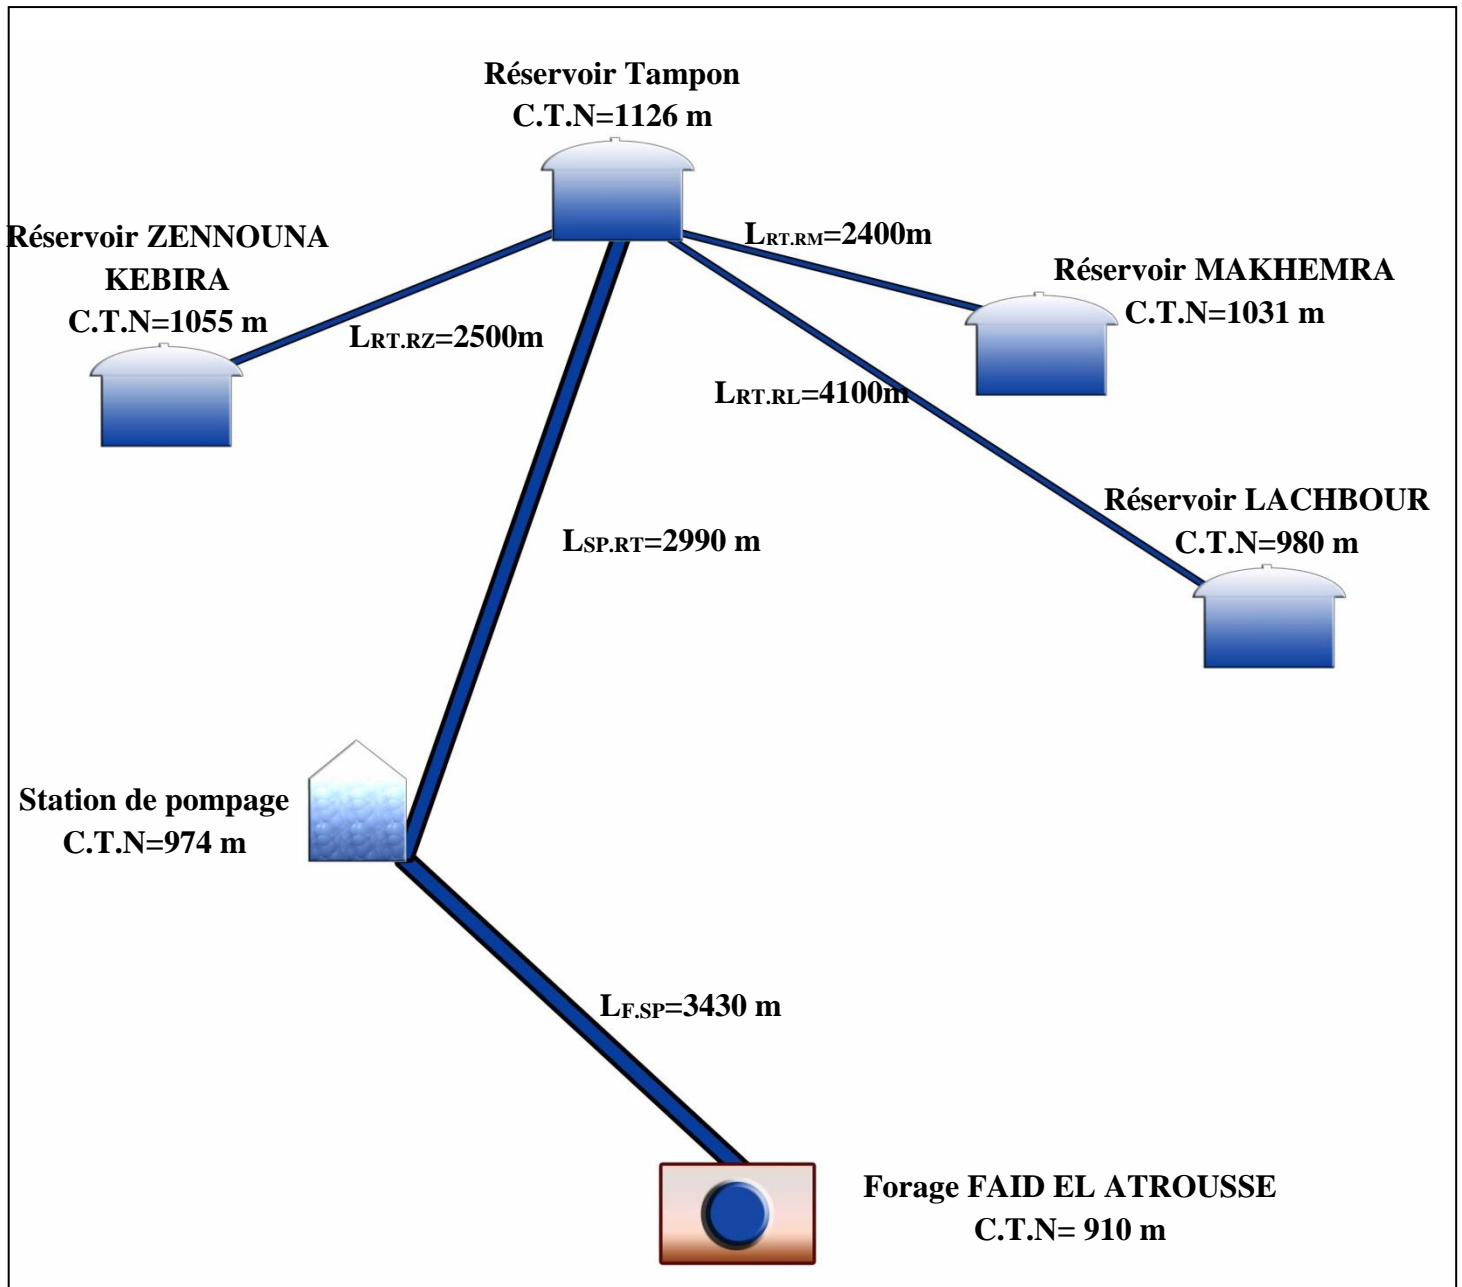 Réservoir Tampon
C.T.N=1126 m
Réservoir ZENNOUNA
KEBIRA
C.T.N=1055 m
LRT.RM=2400m
Réservoir MAKHEMRA
C.T.N=1031 m
LRT.RZ=2500m
LRT.RL=4100m
Réservoir LACHBOUR
C.T.N=980 m
LSP.RT=2990 m
Station de pompage
C.T.N=974 m
LF.SP=3430 m
Forage FAID EL ATROUSSE
C.T.N= 910 m